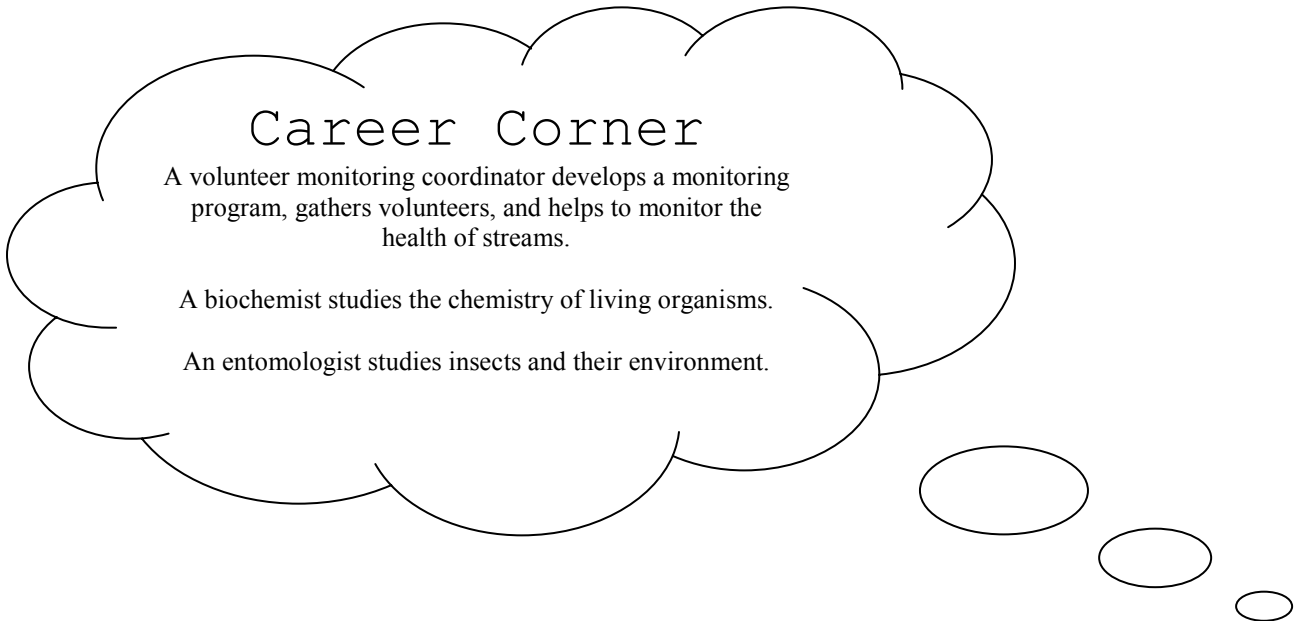 Career Corner
A volunteer monitoring coordinator develops a monitoring
program, gathers volunteers, and helps to monitor the
health of streams.
A biochemist studies the chemistry of living organisms.
An entomologist studies insects and their environment.